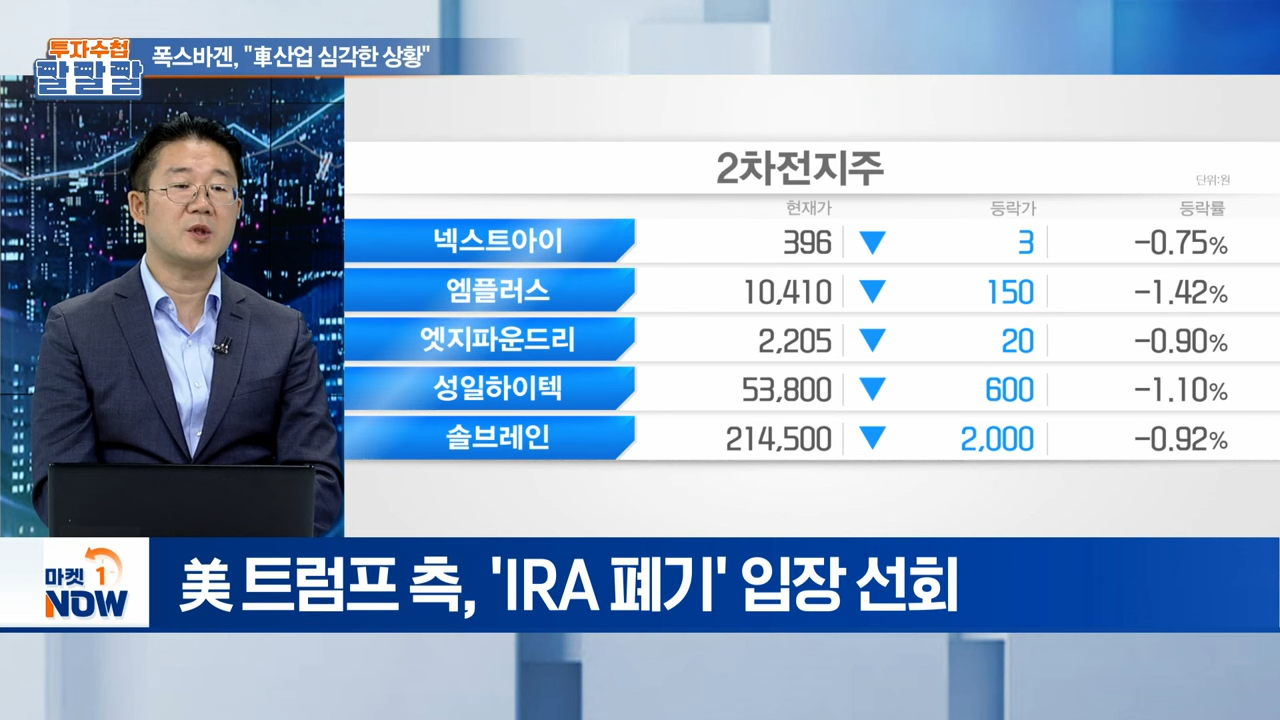 투자수첩
팔팔팔
폭스바겐, "車산업 심각한 상황"
2차전지주
단위:원
현재가 등락가 등락률
넥스트아이 396 ▼ 3 -0.75%
엠플러스 10,410 ▼ 150 -1.42%
엣지파운드리 2,205 ▼ 20 -0.90%
성일하이텍 53,800 ▼ 600 -1.10%
솔브레인 214,500 ▼ 2,000 -0.92%
마켓 1
NOW
美 트럼프 측, 'IRA 폐기' 입장 선회